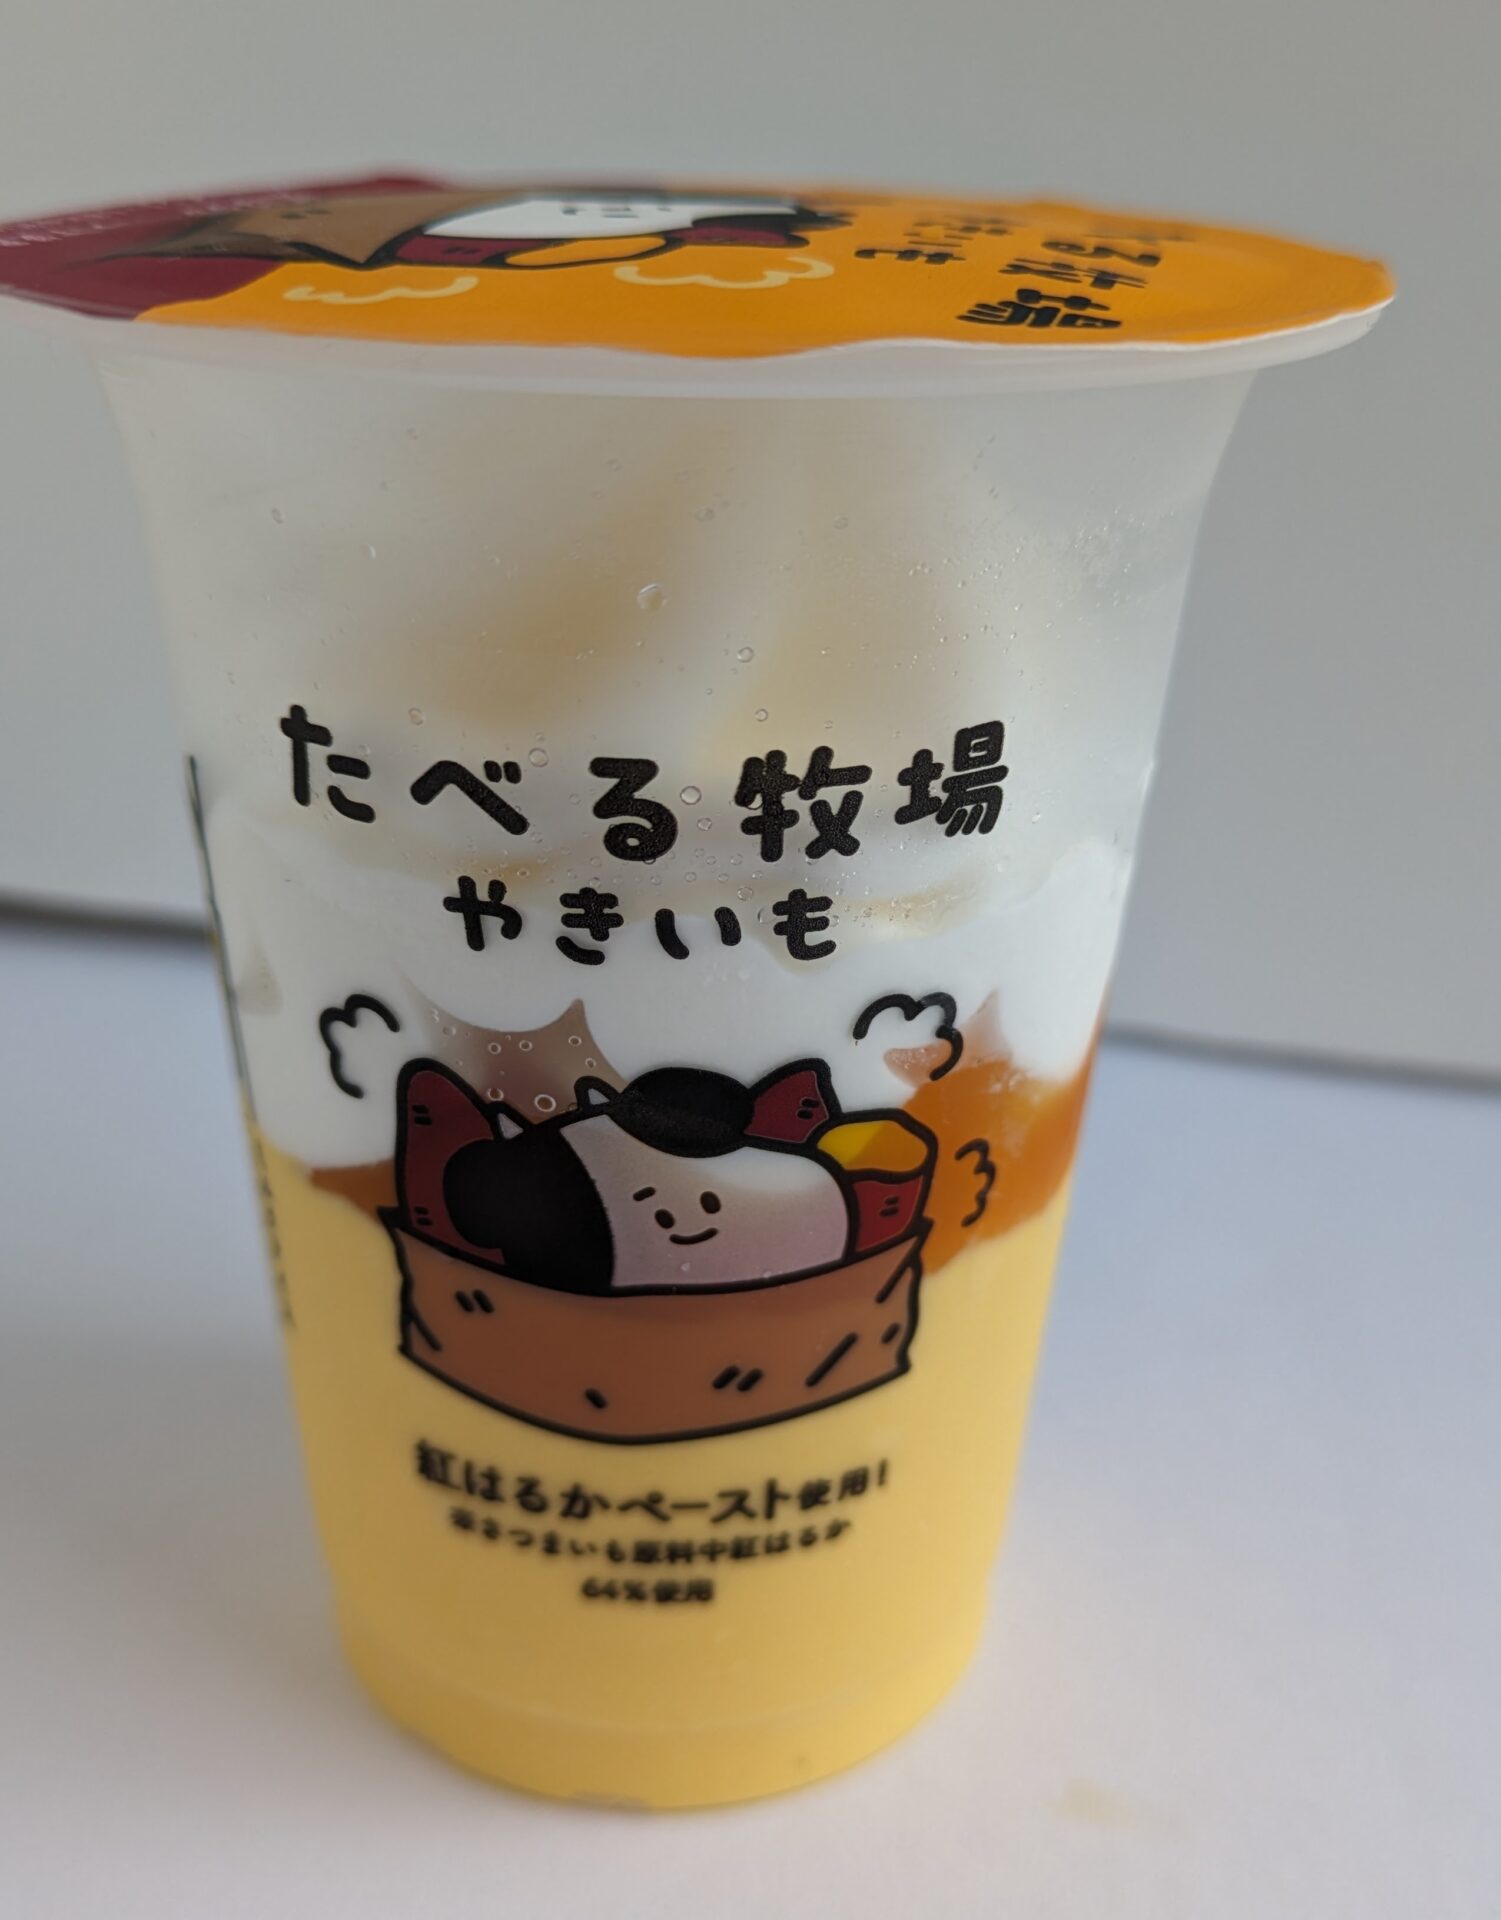 たべる牧場
やきいも
紅はるかペースト使用!
※さつまいも原料中紅はるか
64%使用